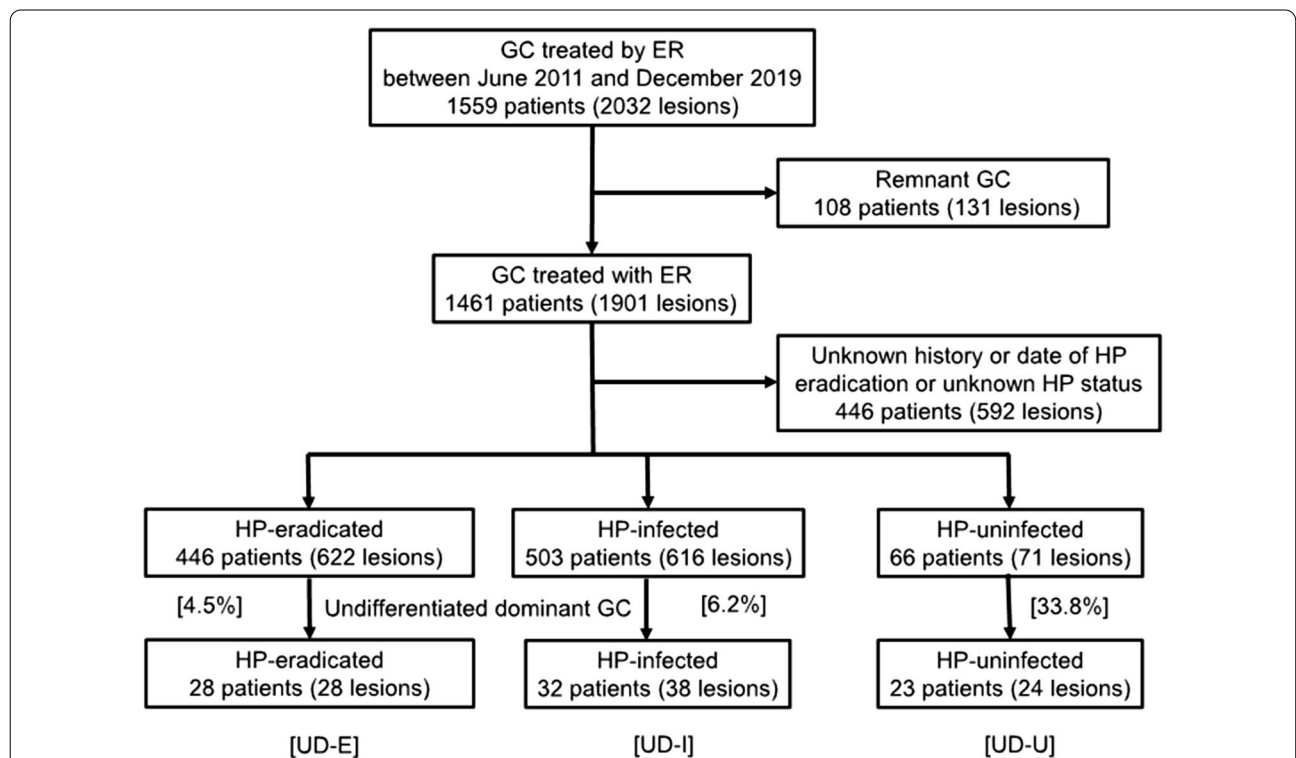 GC treated by ER
between June 2011 and December 2019
1559 patients (2032 lesions)
Remnant GC
108 patients (131 lesions)
GC treated with ER
1461 patients (1901 lesions)
Unknown history or date of HP
eradication or unknown HP status
446 patients (592 lesions)
HP-eradicated
446 patients (622 lesions)
HP-infected
503 patients (616 lesions)
HP-uninfected
66 patients (71 lesions)
[4.5%]
Undifferentiated dominant GC
[6.2%]
[33.8%]
HP-eradicated
28 patients (28 lesions)
HP-infected
32 patients (38 lesions)
HP-uninfected
23 patients (24 lesions)
[UD-E]
[UD-I]
[UD-U]